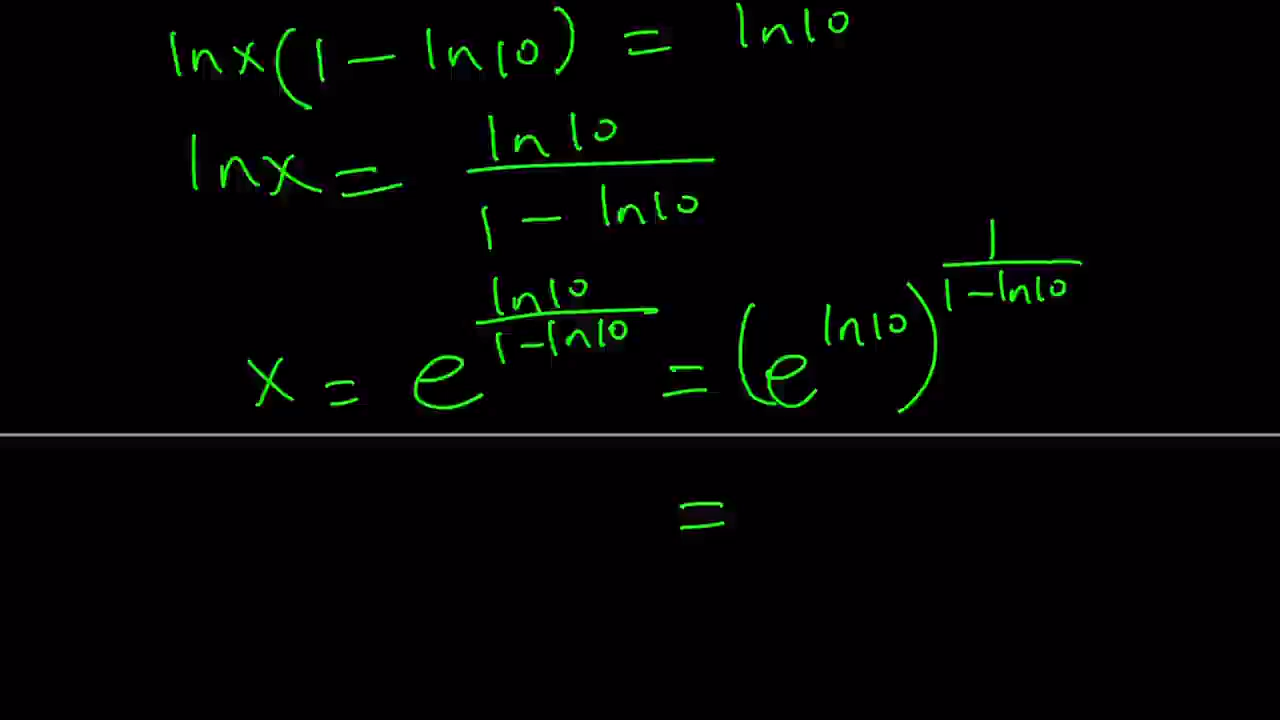 lnx(1 - ln10) = ln10
lnx = ln10 / 1 - ln10
x = e^(ln10 / 1-ln10) = (e^ln10)^(1 / 1-ln10)
=